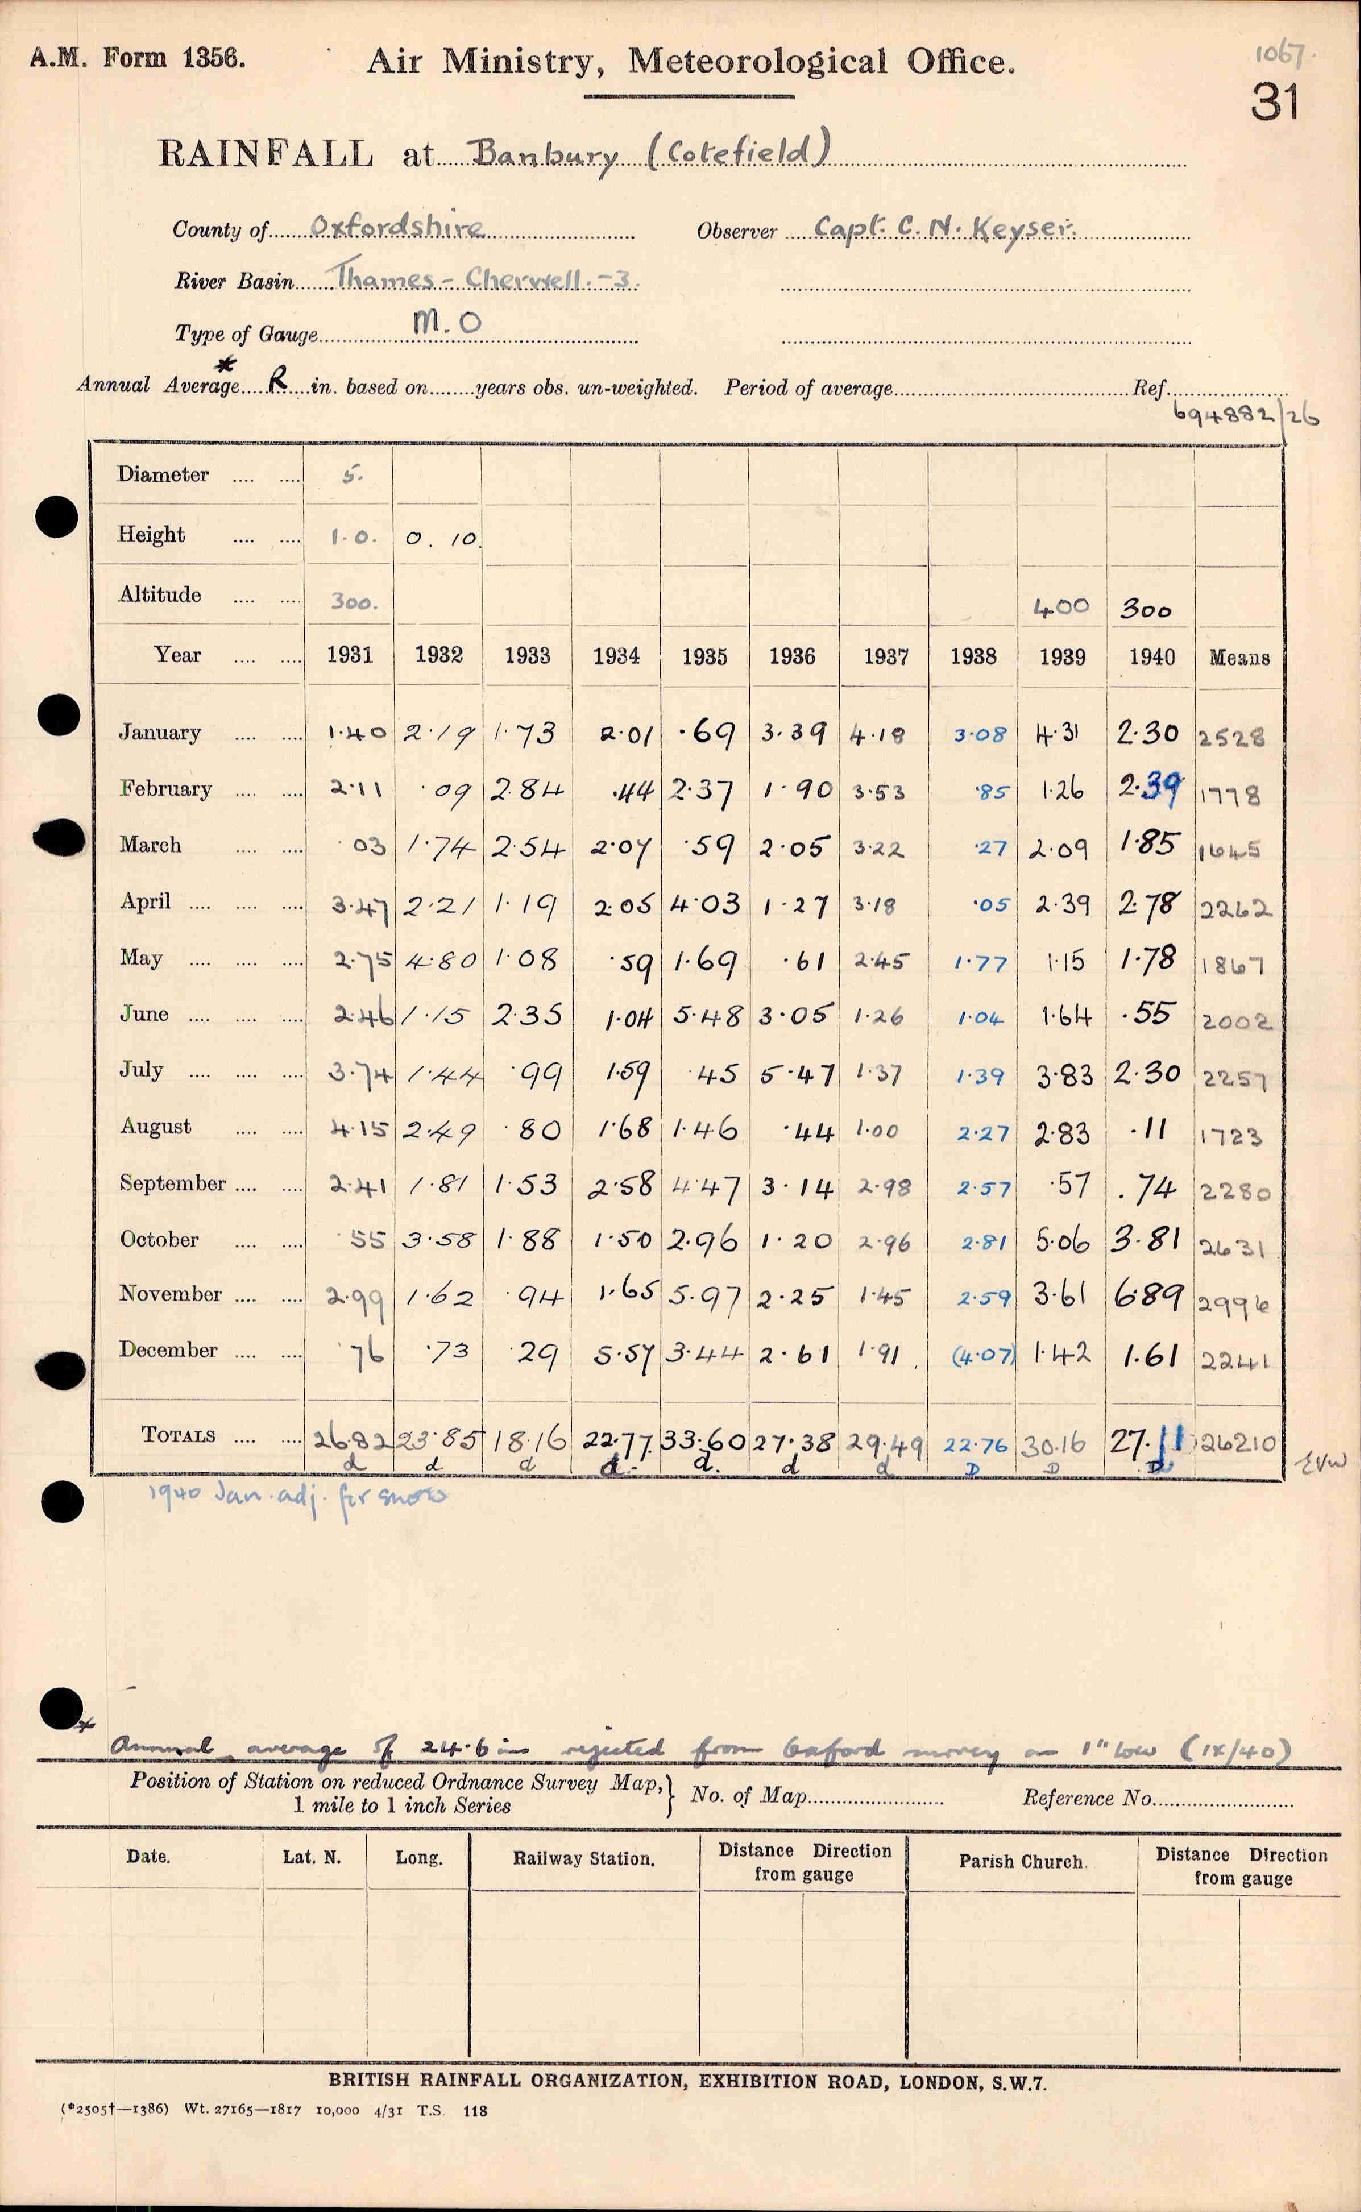 A.M. Form 1356. Air Ministry, Meteorological Office. 1067.
31
RAINFALL at Banbury (Cotefield)
County of Oxfordshire Observer Capt. C. N. Keyser.
River Basin Thames - Cherwell. - 3.
Type of Gauge M.O
Annual Average * R in. based on years obs. un-weighted. Period of average Ref.
694882/26
Diameter 5.
Height 1.0. 0.10.
Altitude 300. 400 300
Year 1931 1932 1933 1934 1935 1936 1937 1938 1939 1940 Means
January 1.40 2.19 1.73 2.01 .69 3.39 4.18 3.08 4.31 2.30 2528
February 2.11 .09 2.84 .44 2.37 1.90 3.53 .85 1.26 2.39 1778
March .03 1.74 2.54 2.07 .59 2.05 3.22 .27 2.09 1.85 1645
April 3.47 2.21 1.19 2.05 4.03 1.27 3.18 .05 2.39 2.78 2262
May 2.75 4.80 1.08 .59 1.69 .61 2.45 1.77 1.15 1.78 1867
June 2.46 1.15 2.35 1.04 5.48 3.05 1.26 1.04 1.64 .55 2002
July 3.74 1.44 .99 1.59 .45 5.47 1.37 1.39 3.83 2.30 2257
August 4.15 2.49 .80 1.68 1.46 .44 1.00 2.27 2.83 .11 1723
September 2.41 1.81 1.53 2.58 4.47 3.14 2.98 2.57 .57 .74 2280
October .55 3.58 1.88 1.50 2.96 1.20 2.96 2.81 5.06 3.81 2631
November 2.99 1.62 .94 1.65 5.97 2.25 1.45 2.59 3.61 6.89 2996
December .76 .73 .29 5.57 3.44 2.61 1.91 (4.07) 1.42 1.61 2241
TOTALS 26.82 23.85 18.16 22.77 33.60 27.38 29.49 22.76 30.16 27.11 26210
d d d d d d d D D D EVW
1940 Jan. adj. for snow
* Annual average of 24.6 ins rejected from Oxford survey as 1" low (IX/40)
Position of Station on reduced Ordnance Survey Map, } No. of Map Reference No.
1 mile to 1 inch Series
Date. Lat. N. Long. Railway Station. Distance Direction from gauge Parish Church. Distance Direction from gauge
BRITISH RAINFALL ORGANIZATION, EXHIBITION ROAD, LONDON, S.W.7.
(*2505†—1386) Wt. 27165—1817 10,000 4/31 T.S. 118